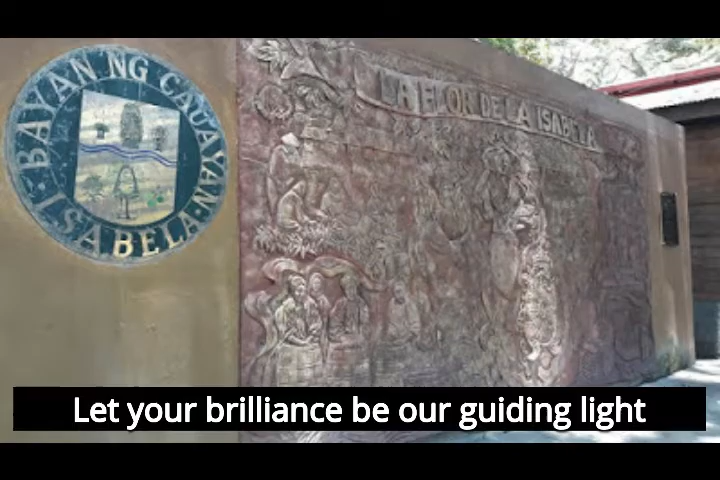 BAYAN NG CAUAYAN
ISABELA
LA FLOR DE LA ISABELA
Let your brilliance be our guiding light